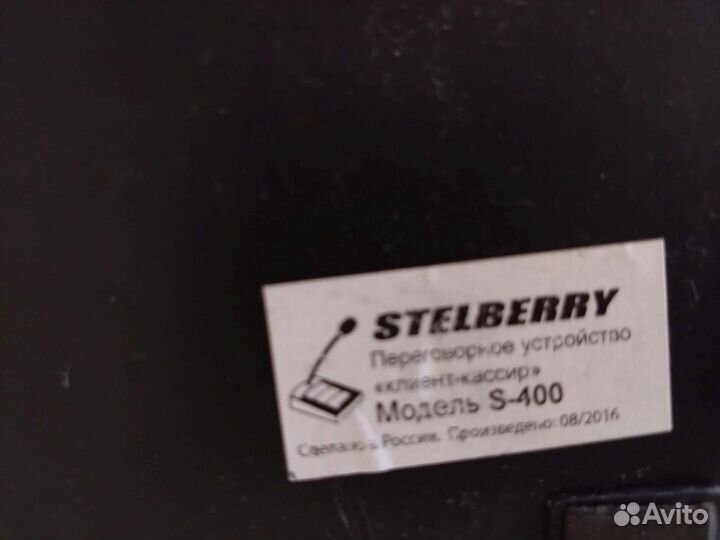 STELBERRY
Переговорное устройство
«клиент-кассир»
Модель S-400
Сделано в России. Произведено: 08/2016
Avito